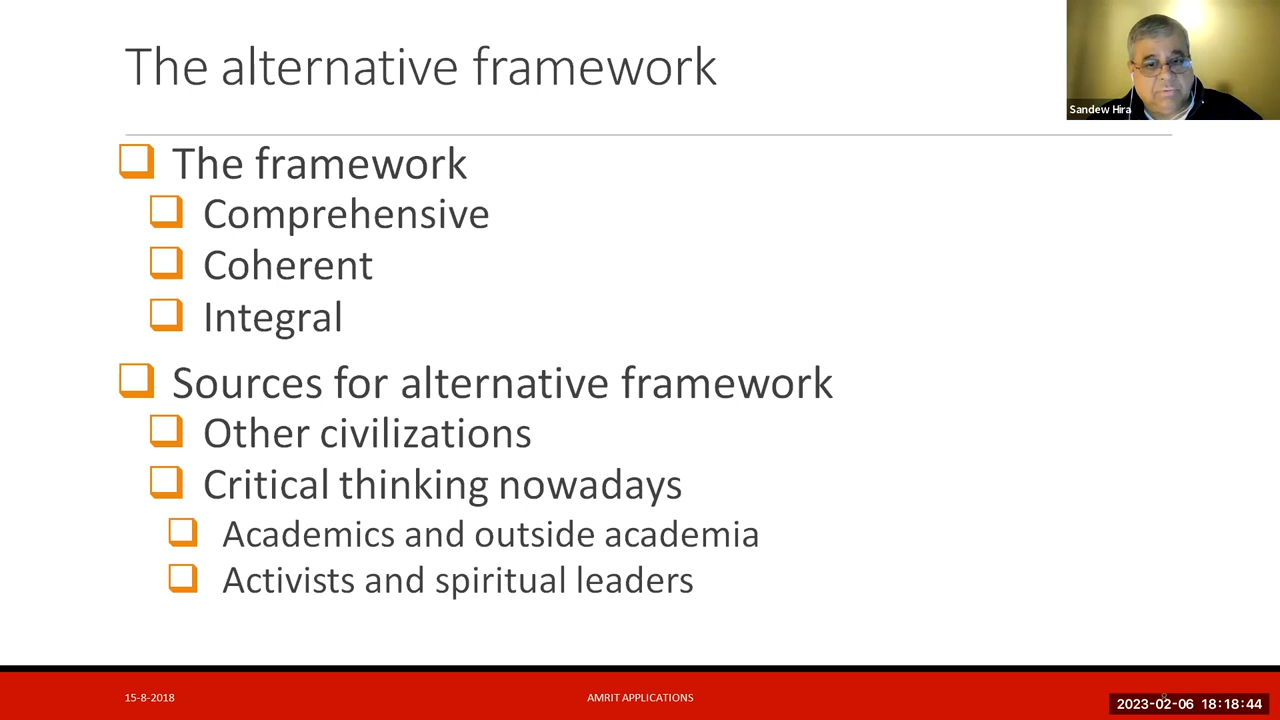 The alternative framework
Sandew Hira
The framework
Comprehensive
Coherent
Integral
Sources for alternative framework
Other civilizations
Critical thinking nowadays
Academics and outside academia
Activists and spiritual leaders
15-8-2018
AMRIT APPLICATIONS
2023-02-06 18:18:44